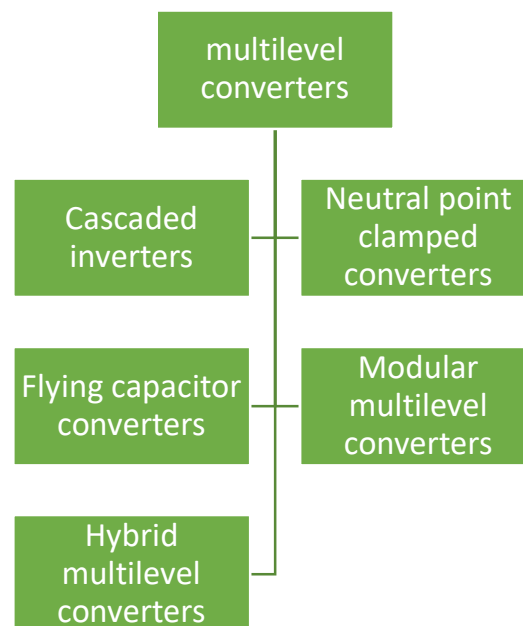 multilevel
converters
Cascaded
inverters
Neutral point
clamped
converters
Flying capacitor
converters
Modular
multilevel
converters
Hybrid
multilevel
converters